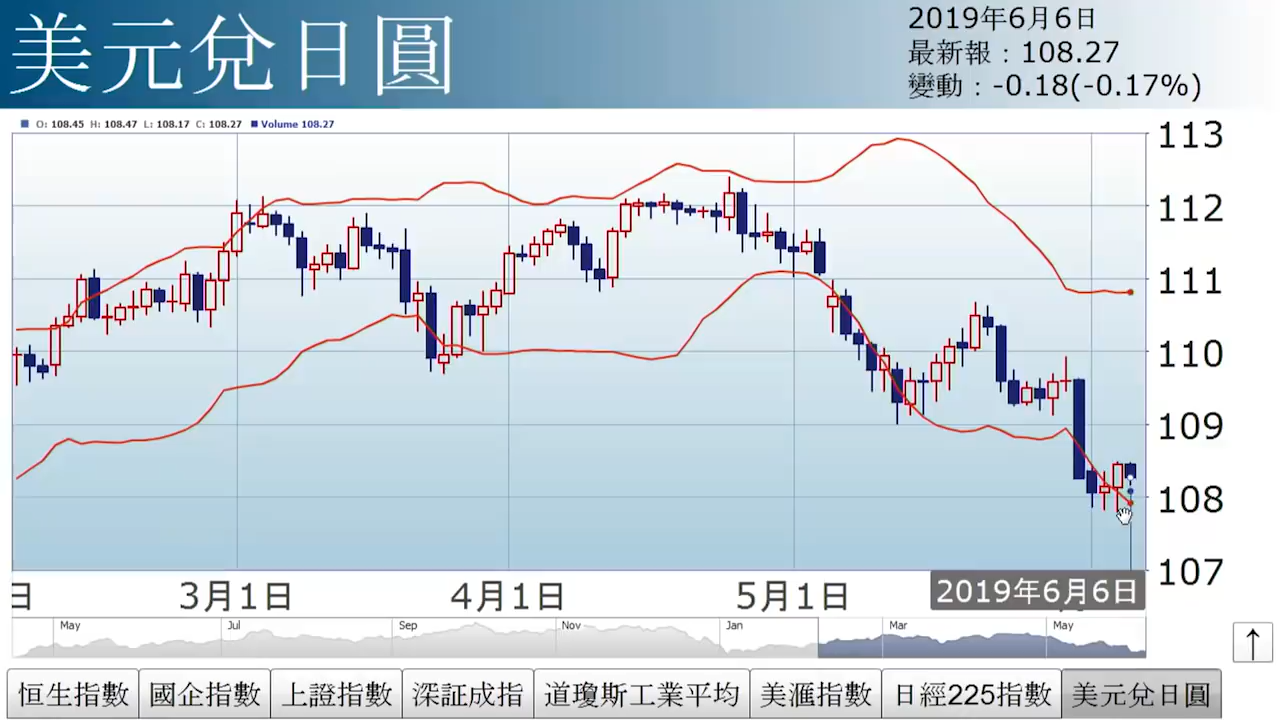 美元兌日圓
2019年6月6日
最新報：108.27
變動：-0.18(-0.17%)
O: 108.45 H: 108.47 L: 108.17 C: 108.27 Volume 108.27
113
112
111
110
109
108
107
日 3月1日 4月1日 5月1日 2019年6月6日
May Jul Sep Nov Jan Mar May
↑
恒生指數 國企指數 上證指數 深証成指 道瓊斯工業平均 美滙指數 日經225指數 美元兌日圓